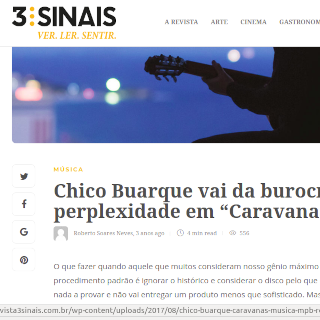 3 SINAIS
VER. LER. SENTIR.
A REVISTA ARTE CINEMA GASTRONOM
MÚSICA
Chico Buarque vai da burocr
perplexidade em “Caravana
Roberto Soares Neves, 3 anos ago 4 min read 556
O que fazer quando aquele que muitos consideram nosso gênio máximo
procedimento padrão é ignorar o histórico e considerar o disco pelo que
nada a provar e não vai entregar um produto menos que sofisticado. Mas
vista3sinais.com.br/wp-content/uploads/2017/08/chico-buarque-caravanas-musica-mpb-r